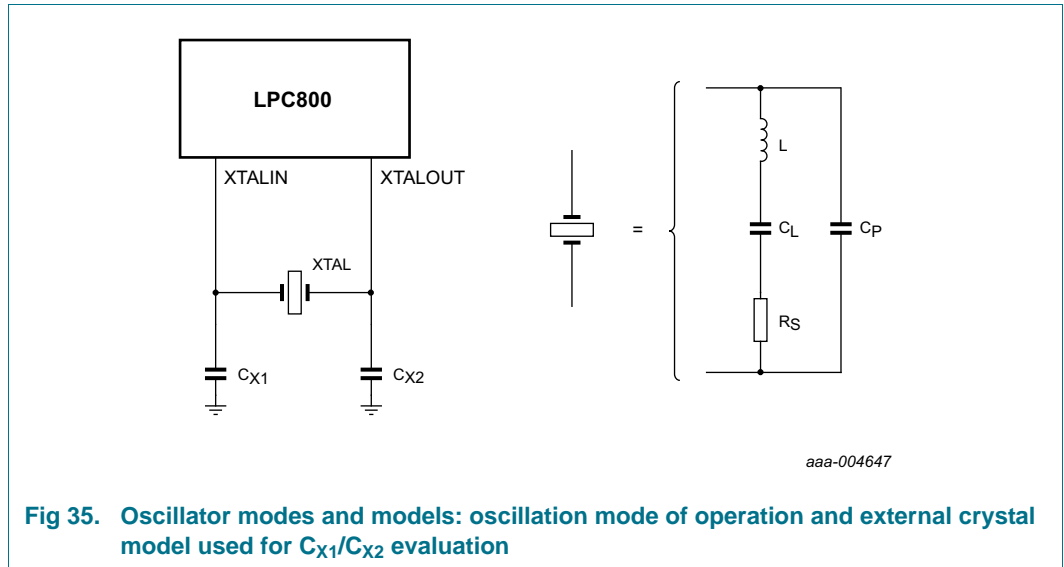 LPC800
XTALIN
XTALOUT
XTAL
CX1
CX2
=
L
CL
CP
RS
aaa-004647
Fig 35. Oscillator modes and models: oscillation mode of operation and external crystal
model used for CX1/CX2 evaluation